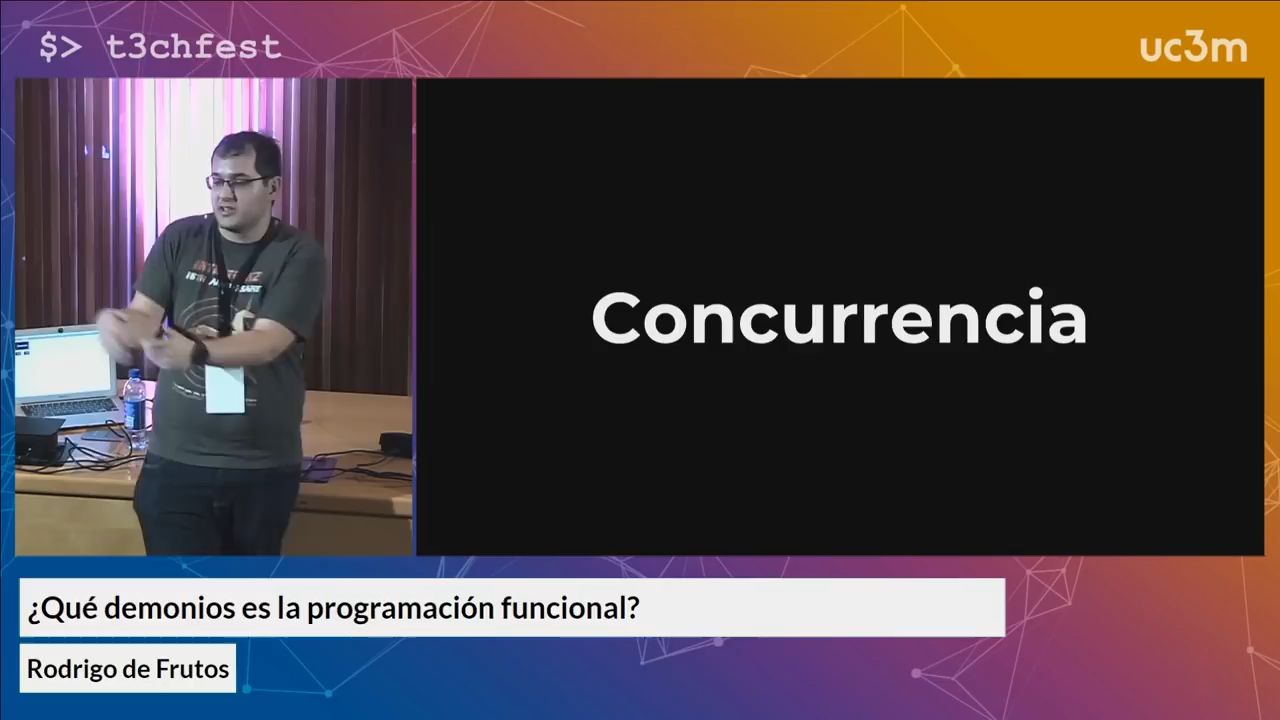 $> t3chfest
uc3m
Concurrencia
¿Qué demonios es la programación funcional?
Rodrigo de Frutos